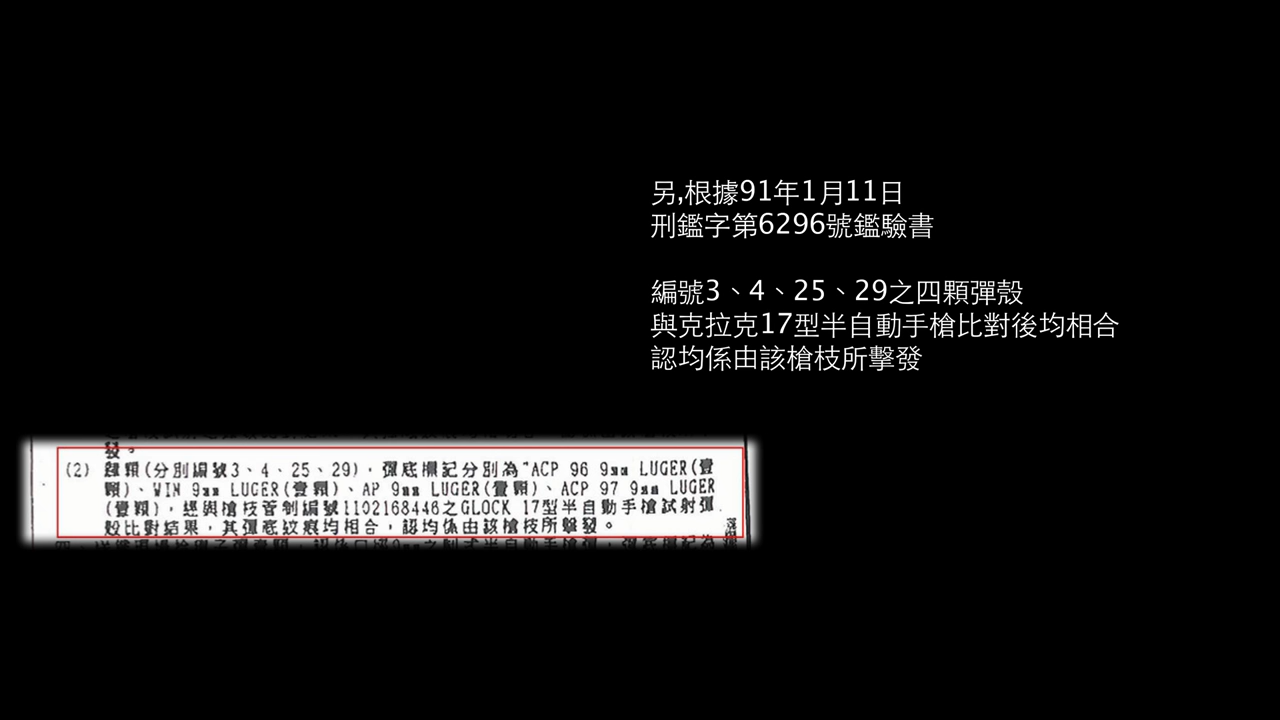 另,根據91年1月11日
刑鑑字第6296號鑑驗書
編號3、4、25、29之四顆彈殼
與克拉克17型半自動手槍比對後均相合
認均係由該槍枝所擊發
發。
(2) 肆顆(分別編號3、4、25、29),彈底標記分別為"ACP 96 9mm LUGER(壹
顆)、WIN 9mm LUGER(壹顆)、AP 9mm LUGER(壹顆)、ACP 97 9mm LUGER
(壹顆),經與槍枝管制編號1102168446之GLOCK 17型半自動手槍試射彈
殼比對結果,其彈底紋痕均相合,認均係由該槍枝所擊發。